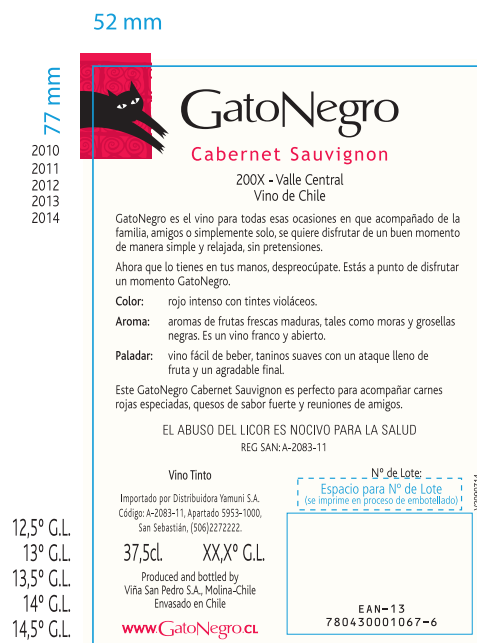 52 mm
77 mm
2010
2011
2012
2013
2014
GatoNegro
Cabernet Sauvignon
200X - Valle Central
Vino de Chile
GatoNegro es el vino para todas esas ocasiones en que acompañado de la
familia, amigos o simplemente solo, se quiere disfrutar de un buen momento
de manera simple y relajada, sin pretensiones.
Ahora que lo tienes en tus manos, despreocúpate. Estás a punto de disfrutar
un momento GatoNegro.
Color: rojo intenso con tintes violáceos.
Aroma: aromas de frutas frescas maduras, tales como moras y grosellas
negras. Es un vino franco y abierto.
Paladar: vino fácil de beber, taninos suaves con un ataque lleno de
fruta y un agradable final.
Este GatoNegro Cabernet Sauvignon es perfecto para acompañar carnes
rojas especiadas, quesos de sabor fuerte y reuniones de amigos.
EL ABUSO DEL LICOR ES NOCIVO PARA LA SALUD
REG SAN: A-2083-11
Vino Tinto
Importado por Distribuidora Yamuni S.A.
Código: A-2083-11, Apartado 5953-1000,
San Sebastián, (506)2272222.
37,5cl. XX,Xº G.L.
Produced and bottled by
Viña San Pedro S.A., Molina-Chile
Envasado en Chile
www.GatoNegro.CL
Nº de Lote:
Espacio para Nº de Lote
(se imprime en proceso de embotellado)
EAN-13
780430001067-6
12,5º G.L.
13º G.L.
13,5º G.L.
14º G.L.
14,5º G.L.